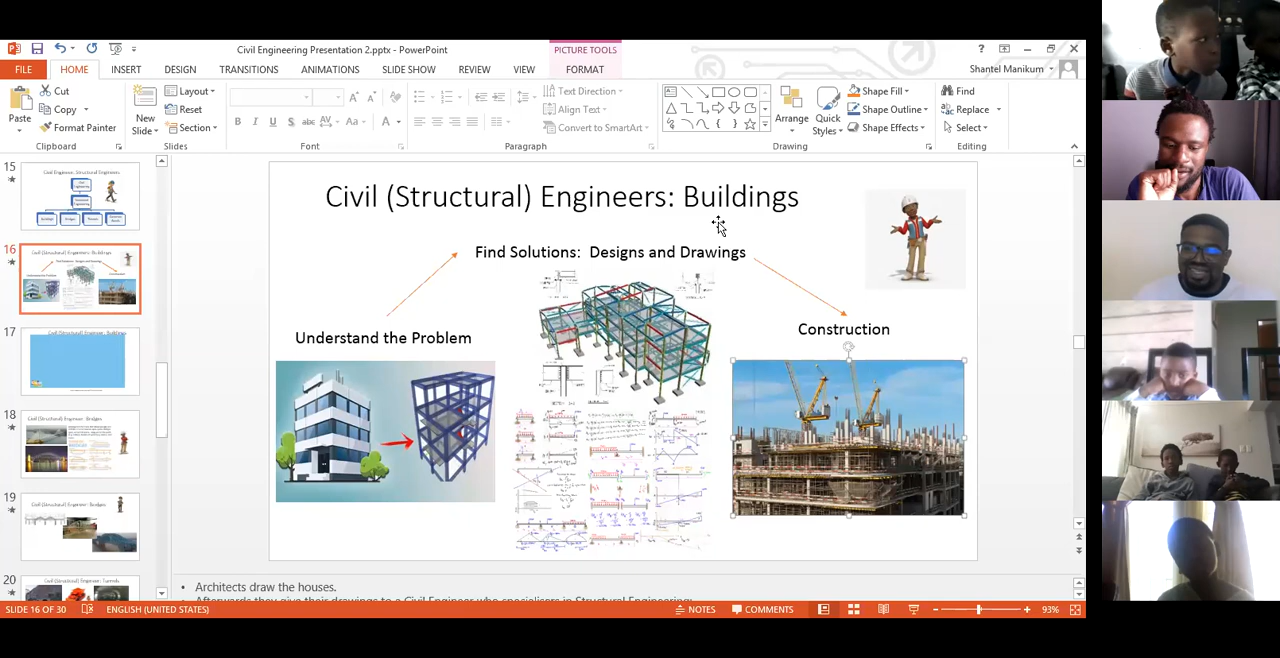 Civil Engineering Presentation 2.pptx - PowerPoint
PICTURE TOOLS
?
FILE
HOME
INSERT
DESIGN
TRANSITIONS
ANIMATIONS
SLIDE SHOW
REVIEW
VIEW
FORMAT
Shantel Manikum
Paste
Cut
Copy
Format Painter
Clipboard
New
Slide
Layout
Reset
Section
Slides
B I U S abc AV Aa A
Font
Text Direction
Align Text
Convert to SmartArt
Paragraph
Arrange
Quick
Styles
Shape Fill
Shape Outline
Shape Effects
Drawing
Find
Replace
Select
Editing
15
16
17
18
19
20
Civil (Structural) Engineers: Buildings
Find Solutions: Designs and Drawings
Understand the Problem
Construction
• Architects draw the houses.
SLIDE 16 OF 30
ENGLISH (UNITED STATES)
NOTES
COMMENTS
93%